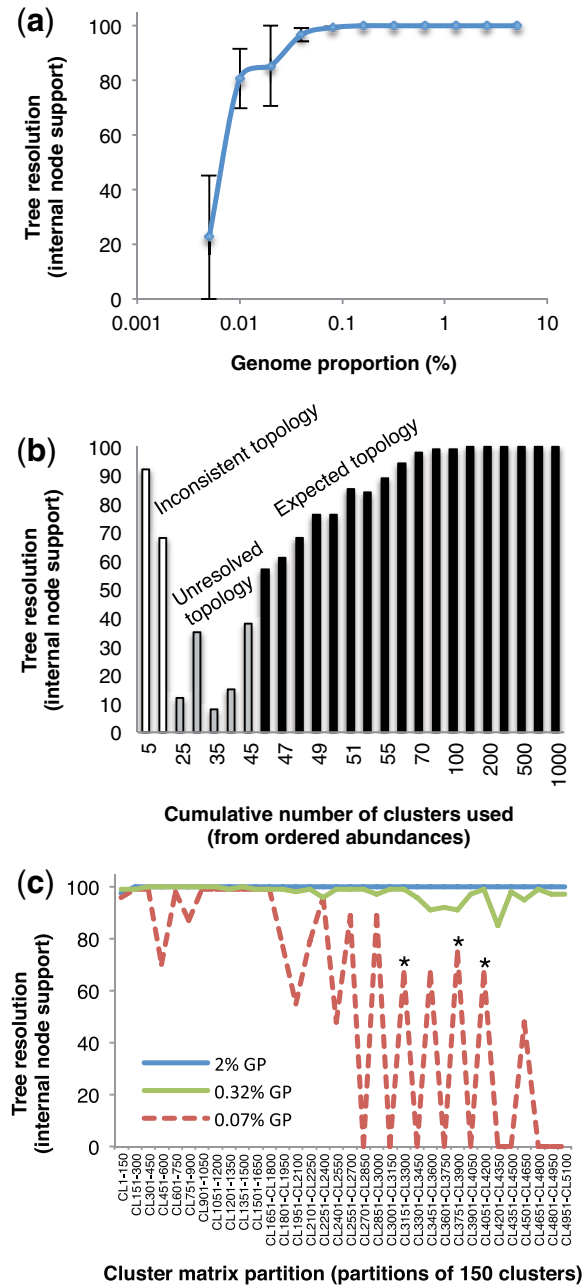 (a)
Tree resolution
(internal node support)
100
80
60
40
20
0
0.001
0.01
0.1
1
10
Genome proportion (%)
(b)
Tree resolution
(internal node support)
100
90
80
70
60
50
40
30
20
10
0
Inconsistent topology
Unresolved
topology
Expected topology
5
25
35
45
47
49
51
55
70
100
200
500
1000
Cumulative number of clusters used
(from ordered abundances)
(c)
Tree resolution
(internal node support)
100
80
60
40
20
0
*
*
*
2% GP
0.32% GP
0.07% GP
CL1-150
CL151-300
CL301-450
CL451-600
CL601-750
CL751-900
CL901-1050
CL1051-1200
CL1201-1350
CL1351-1500
CL1501-1650
CL1651-CL1800
CL1801-CL1950
CL1951-CL2100
CL2101-CL2250
CL2251-CL2400
CL2401-CL2550
CL2551-CL2700
CL2701-CL2850
CL2851-CL3000
CL3001-CL3150
CL3151-CL3300
CL3301-CL3450
CL3451-CL3600
CL3601-CL3750
CL3751-CL3900
CL3901-CL4050
CL4051-CL4200
CL4201-CL4350
CL4351-CL4500
CL4501-CL4650
CL4651-CL4800
CL4801-CL4950
CL4951-CL5100
Cluster matrix partition (partitions of 150 clusters)